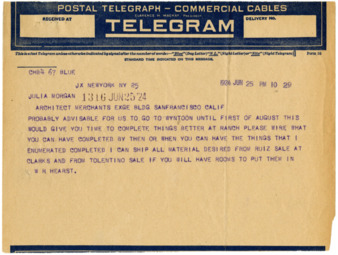 POSTAL TELEGRAPH - COMMERCIAL CABLES
RECEIVED AT
TELEGRAM
DELIVERY NO.
STANDARD TIME INDICATED ON THIS MESSAGE.
67 BLUE
JX NEWYORK NY 25
1924 JUN 25 PM 10 29
JULIA MORGAN
1316 JUN 25 24
ARCHITECT MERCHANTS EXGE BLDG SANFRANCISCO CALIF
PROBABLY ADVISABLE FOR US TO GO TO WYNTOON UNTIL FIRST OF AUGUST THIS
WOULD GIVE YOU TIME TO COMPLETE THINGS BETTER AT RANCH PLEASE WIRE THAT
YOU CAN HAVE COMPLETED BY THEN OR WHEN YOU CAN HAVE THE THINGS THAT I
ENUMERATED COMPLETED I CAN SHIP ALL MATERIAL DESIRED FROM RUIZ SALE AT
CLARKS AND FROM TOLENTINO SALE IF YOU WILL HAVE ROOMS TO PUT THEM IN
W R HEARST.